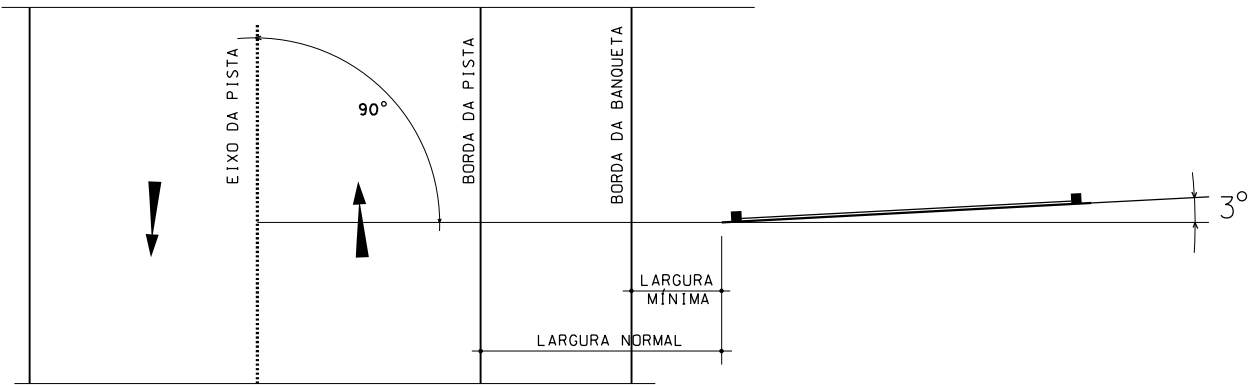 EIXO DA PISTA
90°
BORDA DA PISTA
BORDA DA BANQUETA
3°
LARGURA
MÍNIMA
LARGURA NORMAL